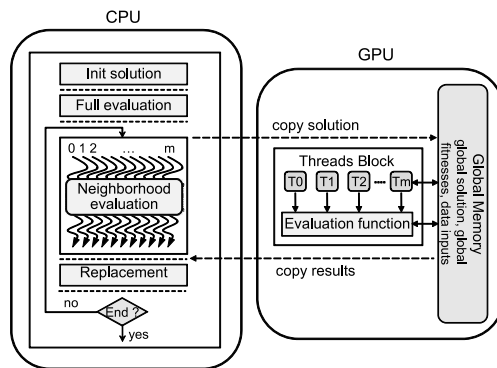 CPU
Init solution
Full evaluation
0 1 2 ... m
Neighborhood
evaluation
Replacement
no
End ?
yes
copy solution
copy results
GPU
Threads Block
T0 T1 T2 Tm
Evaluation function
Global Memory
global solution, global
fitnesses, data inputs